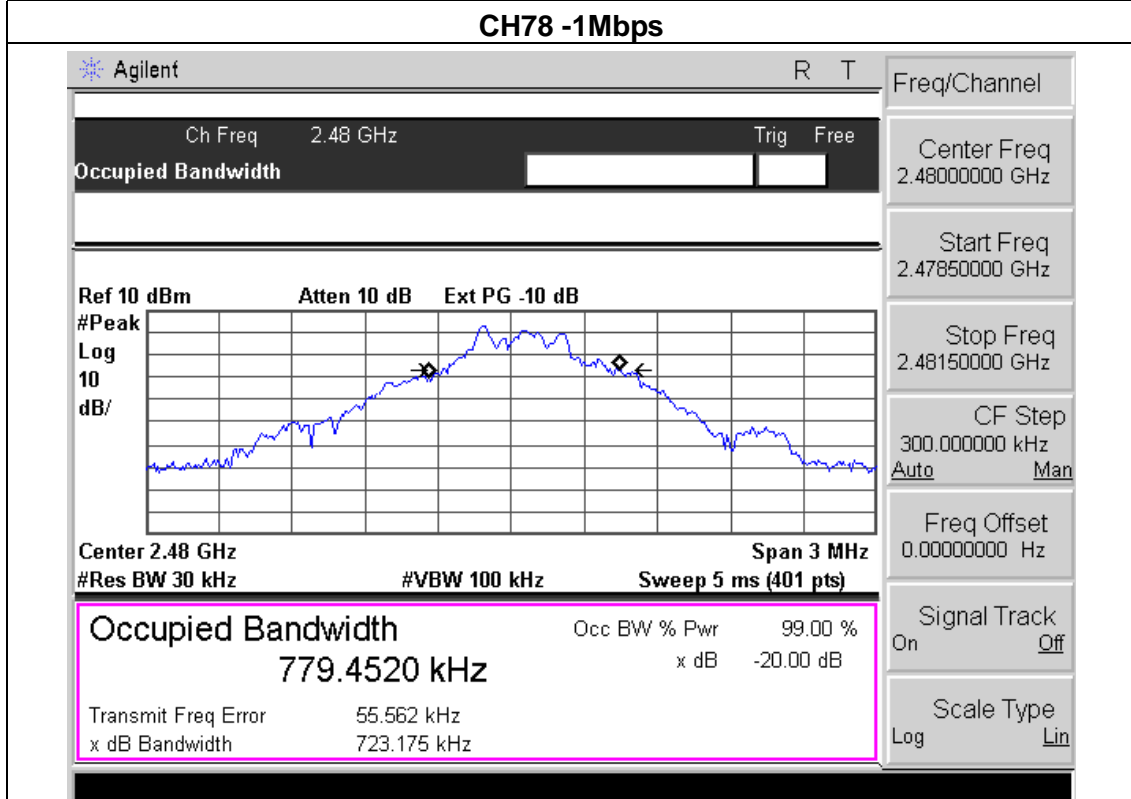 CH78 -1Mbps
Agilent R T
Freq/Channel
Ch Freq 2.48 GHz Trig Free
Occupied Bandwidth
Center Freq
2.48000000 GHz
Start Freq
2.47850000 GHz
Ref 10 dBm Atten 10 dB Ext PG -10 dB
#Peak
Log
10
dB/
Stop Freq
2.48150000 GHz
CF Step
300.000000 kHz
Auto Man
Center 2.48 GHz Span 3 MHz
#Res BW 30 kHz #VBW 100 kHz Sweep 5 ms (401 pts)
Freq Offset
0.00000000 Hz
Occupied Bandwidth
779.4520 kHz
Occ BW % Pwr 99.00 %
x dB -20.00 dB
Transmit Freq Error 55.562 kHz
x dB Bandwidth 723.175 kHz
Signal Track
On Off
Scale Type
Log Lin